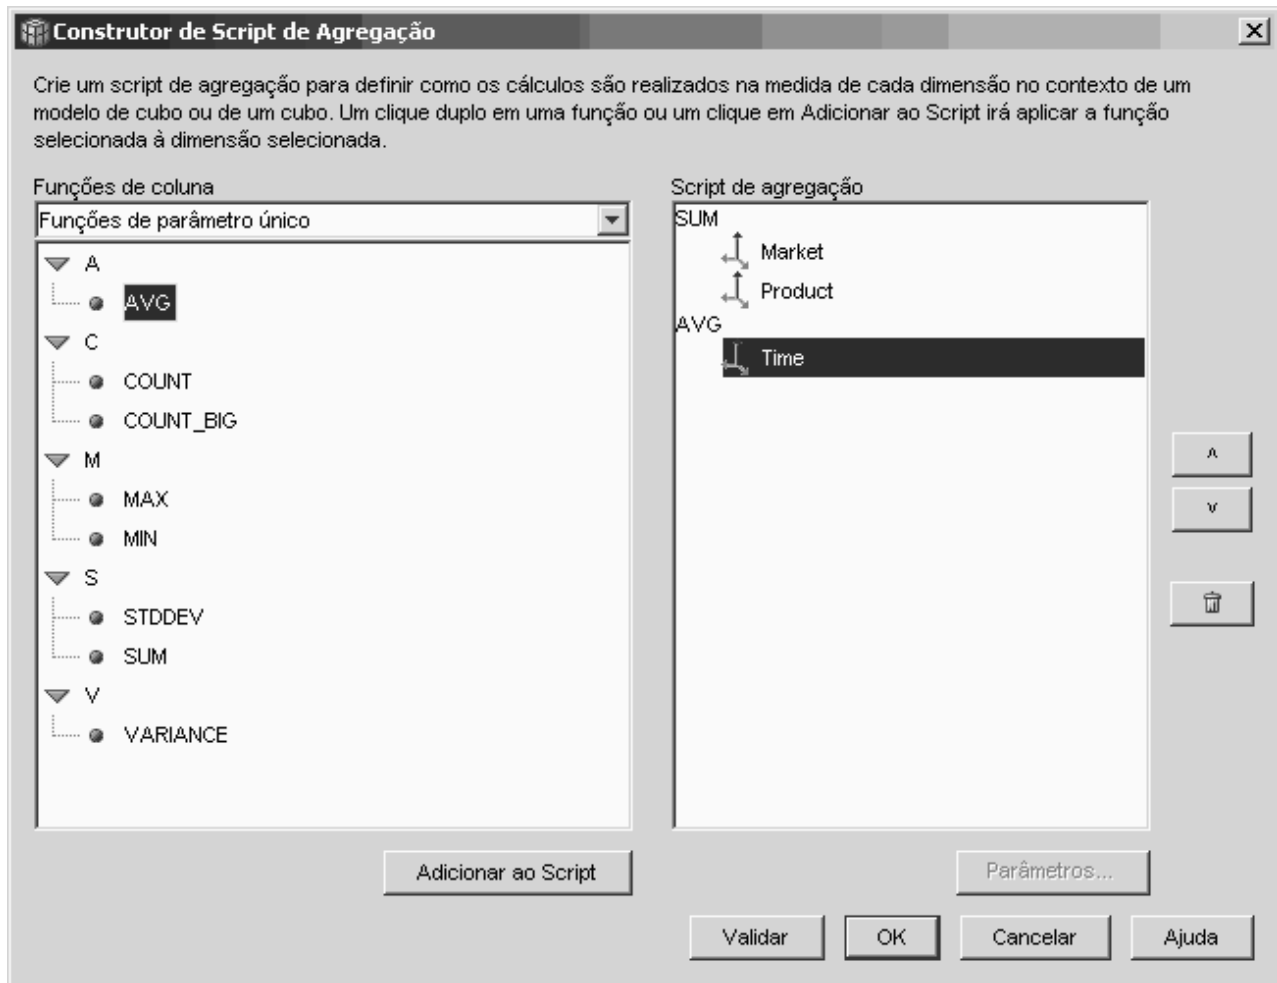 Construtor de Script de Agregação
Crie um script de agregação para definir como os cálculos são realizados na medida de cada dimensão no contexto de um
modelo de cubo ou de um cubo. Um clique duplo em uma função ou um clique em Adicionar ao Script irá aplicar a função
selecionada à dimensão selecionada.
Funções de coluna
Funções de parâmetro único
A
AVG
C
COUNT
COUNT_BIG
M
MAX
MIN
S
STDDEV
SUM
V
VARIANCE
Adicionar ao Script
Script de agregação
SUM
Market
Product
AVG
Time
Parâmetros...
Validar
OK
Cancelar
Ajuda